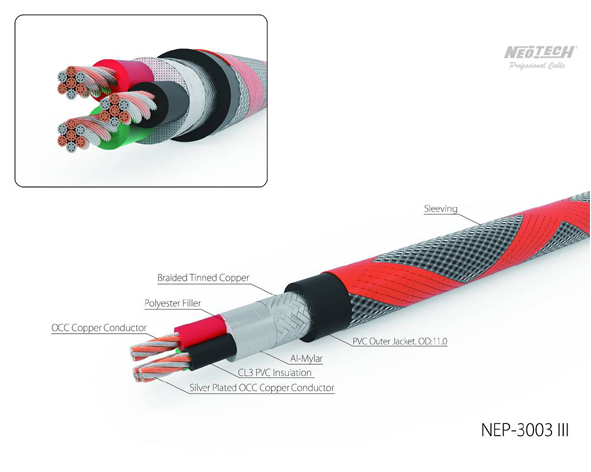 NEOTECH®
Professional Cable
Sleeving
Braided Tinned Copper
Polyester Filler
OCC Copper Conductor
PVC Outer Jacket. OD:11.0
Al-Mylar
CL3 PVC Insulation
Silver Plated OCC Copper Conductor
NEP-3003 III